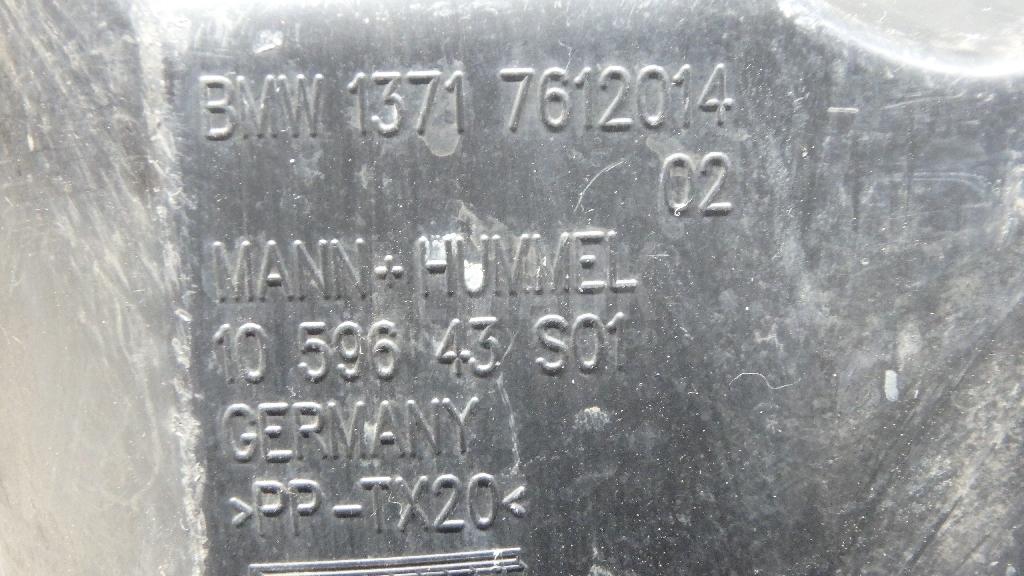 BMW 1371 7612014
02
MANN+HUMMEL
10 596 43 S01
GERMANY
>PP-TX20<